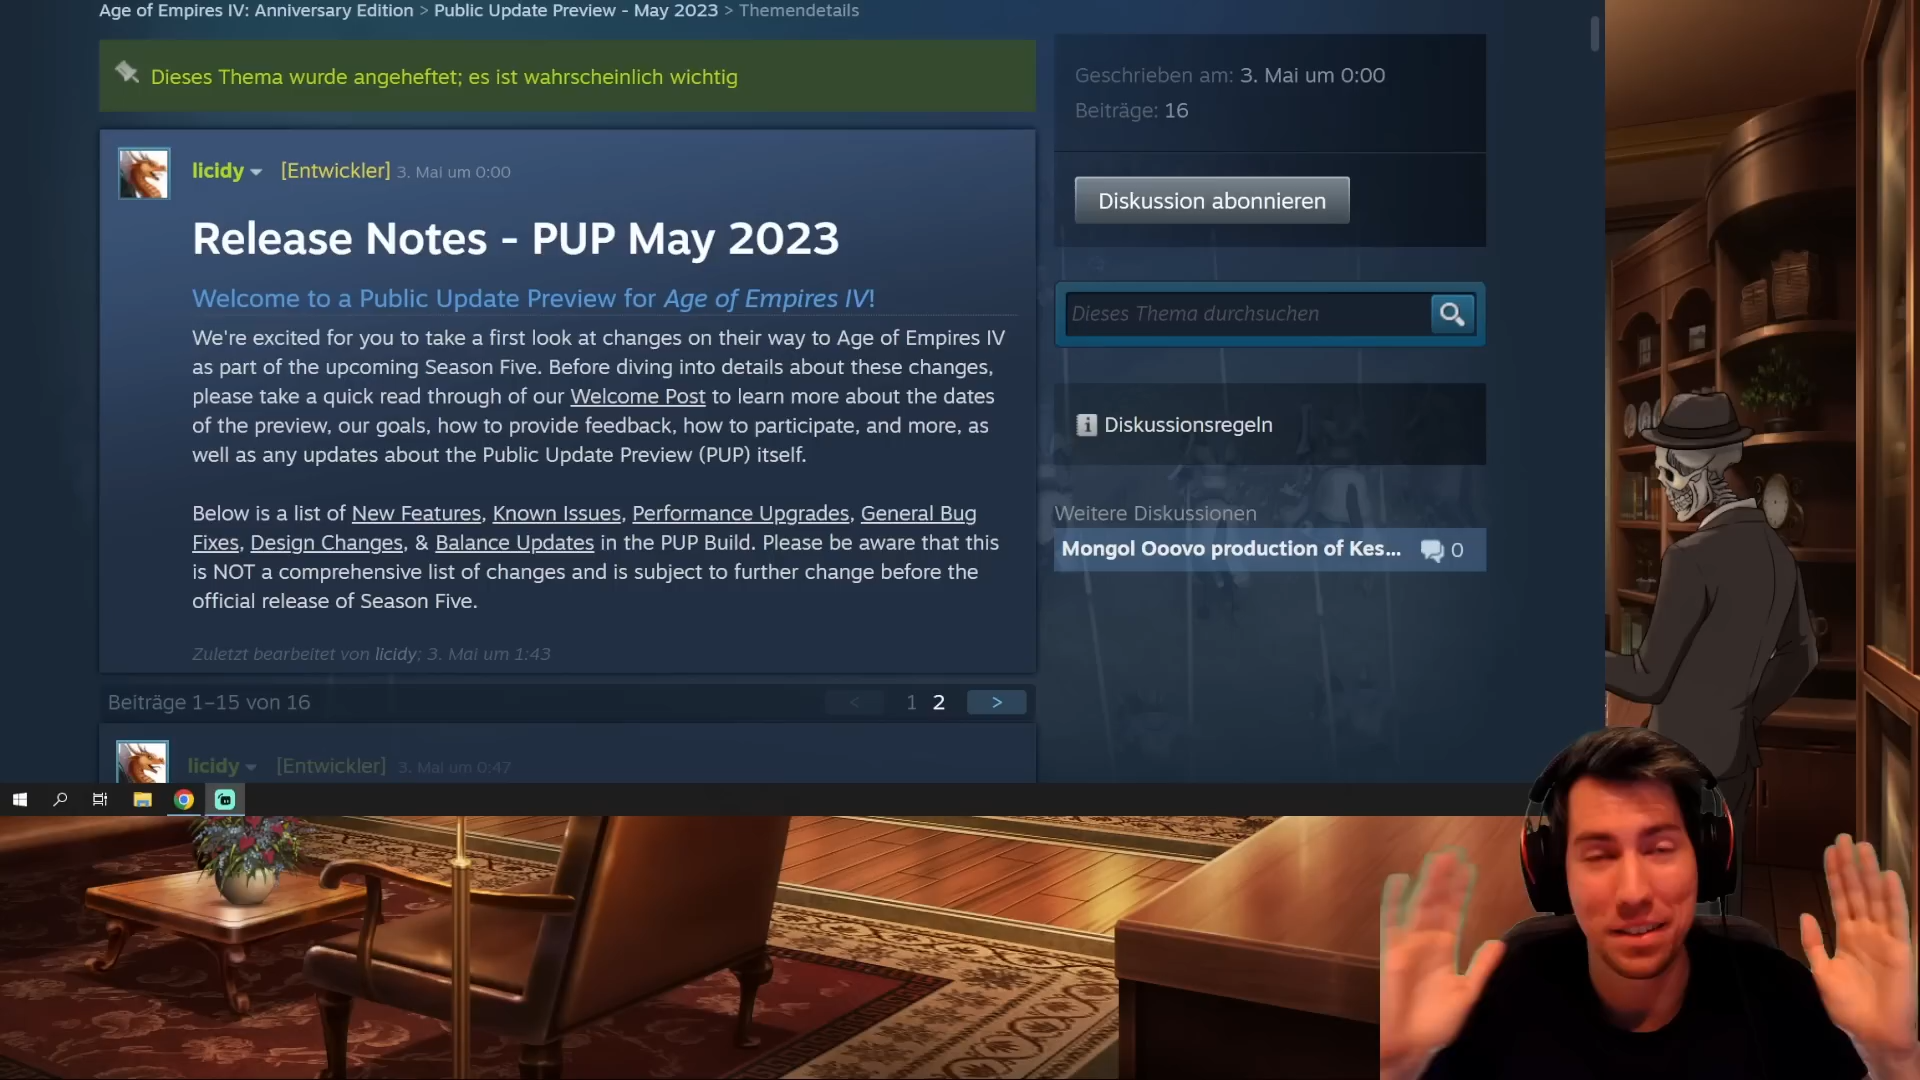 Age of Empires IV: Anniversary Edition > Public Update Preview - May 2023 > Themendetails
Dieses Thema wurde angeheftet; es ist wahrscheinlich wichtig
licidy [Entwickler] 3. Mai um 0:00
Release Notes - PUP May 2023
Welcome to a Public Update Preview for Age of Empires IV!
We're excited for you to take a first look at changes on their way to Age of Empires IV
as part of the upcoming Season Five. Before diving into details about these changes,
please take a quick read through of our Welcome Post to learn more about the dates
of the preview, our goals, how to provide feedback, how to participate, and more, as
well as any updates about the Public Update Preview (PUP) itself.
Below is a list of New Features, Known Issues, Performance Upgrades, General Bug
Fixes, Design Changes, & Balance Updates in the PUP Build. Please be aware that this
is NOT a comprehensive list of changes and is subject to further change before the
official release of Season Five.
Zuletzt bearbeitet von licidy; 3. Mai um 1:43
Beiträge 1–15 von 16
< 1 2 >
licidy [Entwickler] 3. Mai um 0:47
Geschrieben am: 3. Mai um 0:00
Beiträge: 16
Diskussion abonnieren
Dieses Thema durchsuchen
Diskussionsregeln
Weitere Diskussionen
Mongol Ooovo production of Kes... 0